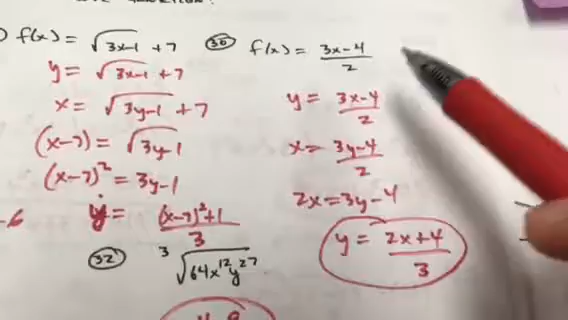 ) f(x) = √3x-1 + 7
y = √3x-1 + 7
x = √3y-1 + 7
(x-7) = √3y-1
(x-7)² = 3y-1
y = (x-7)²+1 / 3
-6
30 f(x) = 3x-4 / 2
y = 3x-4 / 2
x = 3y-4 / 2
2x = 3y-4
y = 2x+4 / 3
32 ³√64x¹²y²⁷